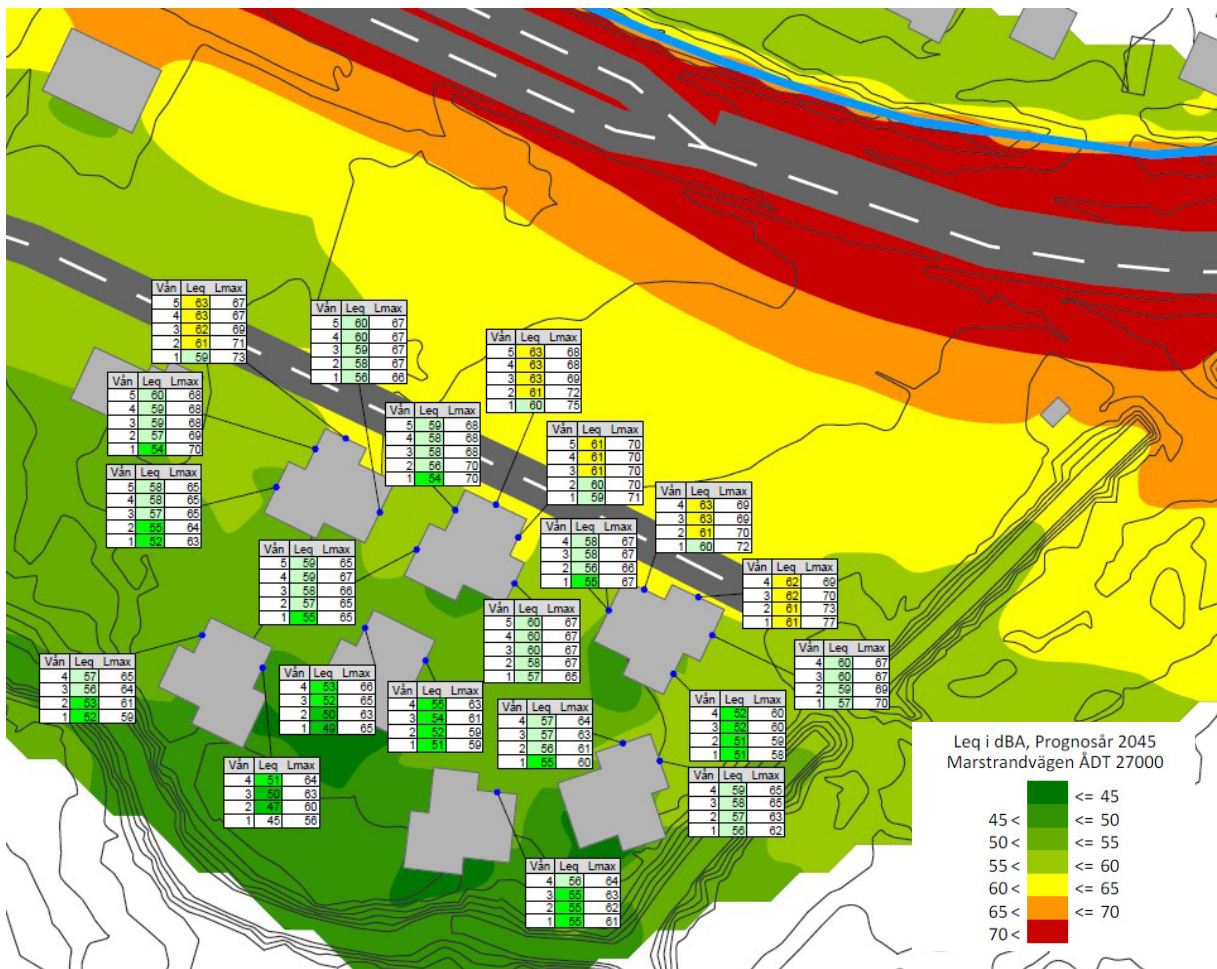 Vån Leq Lmax
5 63 67
4 63 67
3 62 69
2 61 71
1 59 73
Vån Leq Lmax
5 60 67
4 60 67
3 59 67
2 58 67
1 56 66
Vån Leq Lmax
5 63 68
4 63 68
3 63 69
2 61 72
1 60 75
Vån Leq Lmax
5 60 68
4 59 68
3 59 68
2 57 69
1 54 70
Vån Leq Lmax
5 59 68
4 58 68
3 58 68
2 56 70
1 54 70
Vån Leq Lmax
5 61 70
4 61 70
3 61 70
2 60 70
1 59 71
Vån Leq Lmax
5 58 65
4 58 65
3 57 65
2 55 64
1 52 63
Vån Leq Lmax
4 63 69
3 63 69
2 61 70
1 60 72
Vån Leq Lmax
4 58 67
3 58 67
2 56 66
1 55 67
Vån Leq Lmax
5 59 65
4 59 67
3 58 66
2 57 65
1 55 65
Vån Leq Lmax
4 62 69
3 62 70
2 61 73
1 61 77
Vån Leq Lmax
5 60 67
4 60 67
3 60 67
2 58 67
1 57 65
Vån Leq Lmax
4 60 67
3 60 67
2 59 69
1 57 70
Vån Leq Lmax
4 57 65
3 56 64
2 53 61
1 52 59
Vån Leq Lmax
4 53 66
3 52 65
2 50 63
1 49 65
Vån Leq Lmax
4 55 63
3 54 61
2 52 59
1 51 59
Vån Leq Lmax
4 57 64
3 57 63
2 56 61
1 55 60
Vån Leq Lmax
4 52 60
3 52 60
2 51 59
1 51 58
Vån Leq Lmax
4 51 64
3 50 63
2 47 60
1 45 56
Vån Leq Lmax
4 59 65
3 58 65
2 57 63
1 56 62
Vån Leq Lmax
4 56 64
3 55 63
2 55 62
1 55 61
Leq i dBA, Prognosår 2045
Marstrandvägen ÅDT 27000
<= 45
45 < <= 50
50 < <= 55
55 < <= 60
60 < <= 65
65 < <= 70
70 <